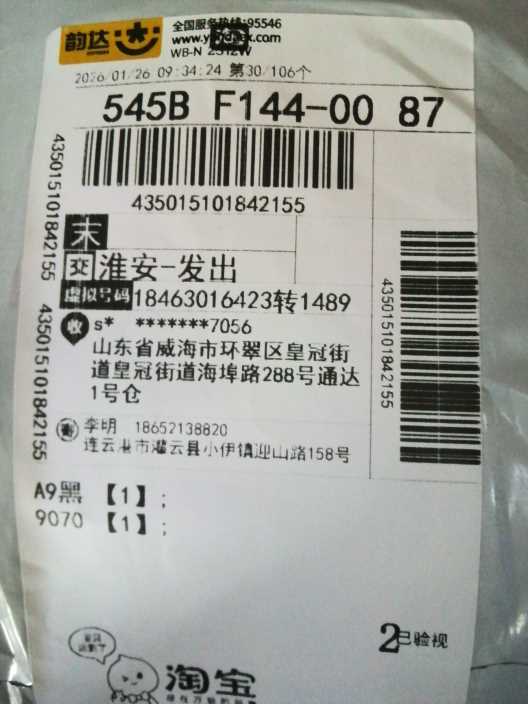 韵达
全国服务热线:95546
WB-N 2312W
2026/01/26 09:34:24 第30/106个
545B F144-00 87
435015101842155
435015101842155
末
交 淮安-发出
虚拟号码 18463016423转1489
收 s* *******7056
山东省威海市环翠区皇冠街
道皇冠街道海埠路288号通达
1号仓
435015101842155
435015101842155
寄 李明 18652138820
连云港市灌云县小伊镇迎山路158号
A9黑 【1】;
9070 【1】;
2已验视
淘宝